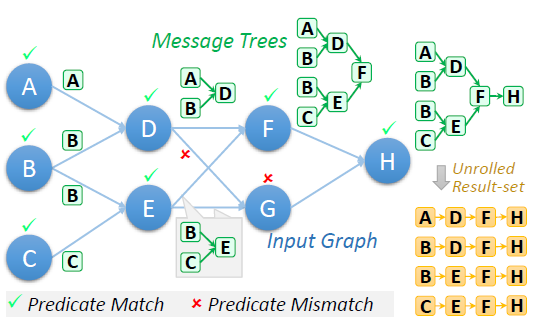 Message Trees
A
B
C
D
E
F
G
H
A
B
B
C
A
B
D
B
C
E
A
B
D
B
C
E
F
A
B
D
B
C
E
F
H
Input Graph
Unrolled
Result-set
A D F H
B D F H
B E F H
C E F H
✓ Predicate Match ✘ Predicate Mismatch